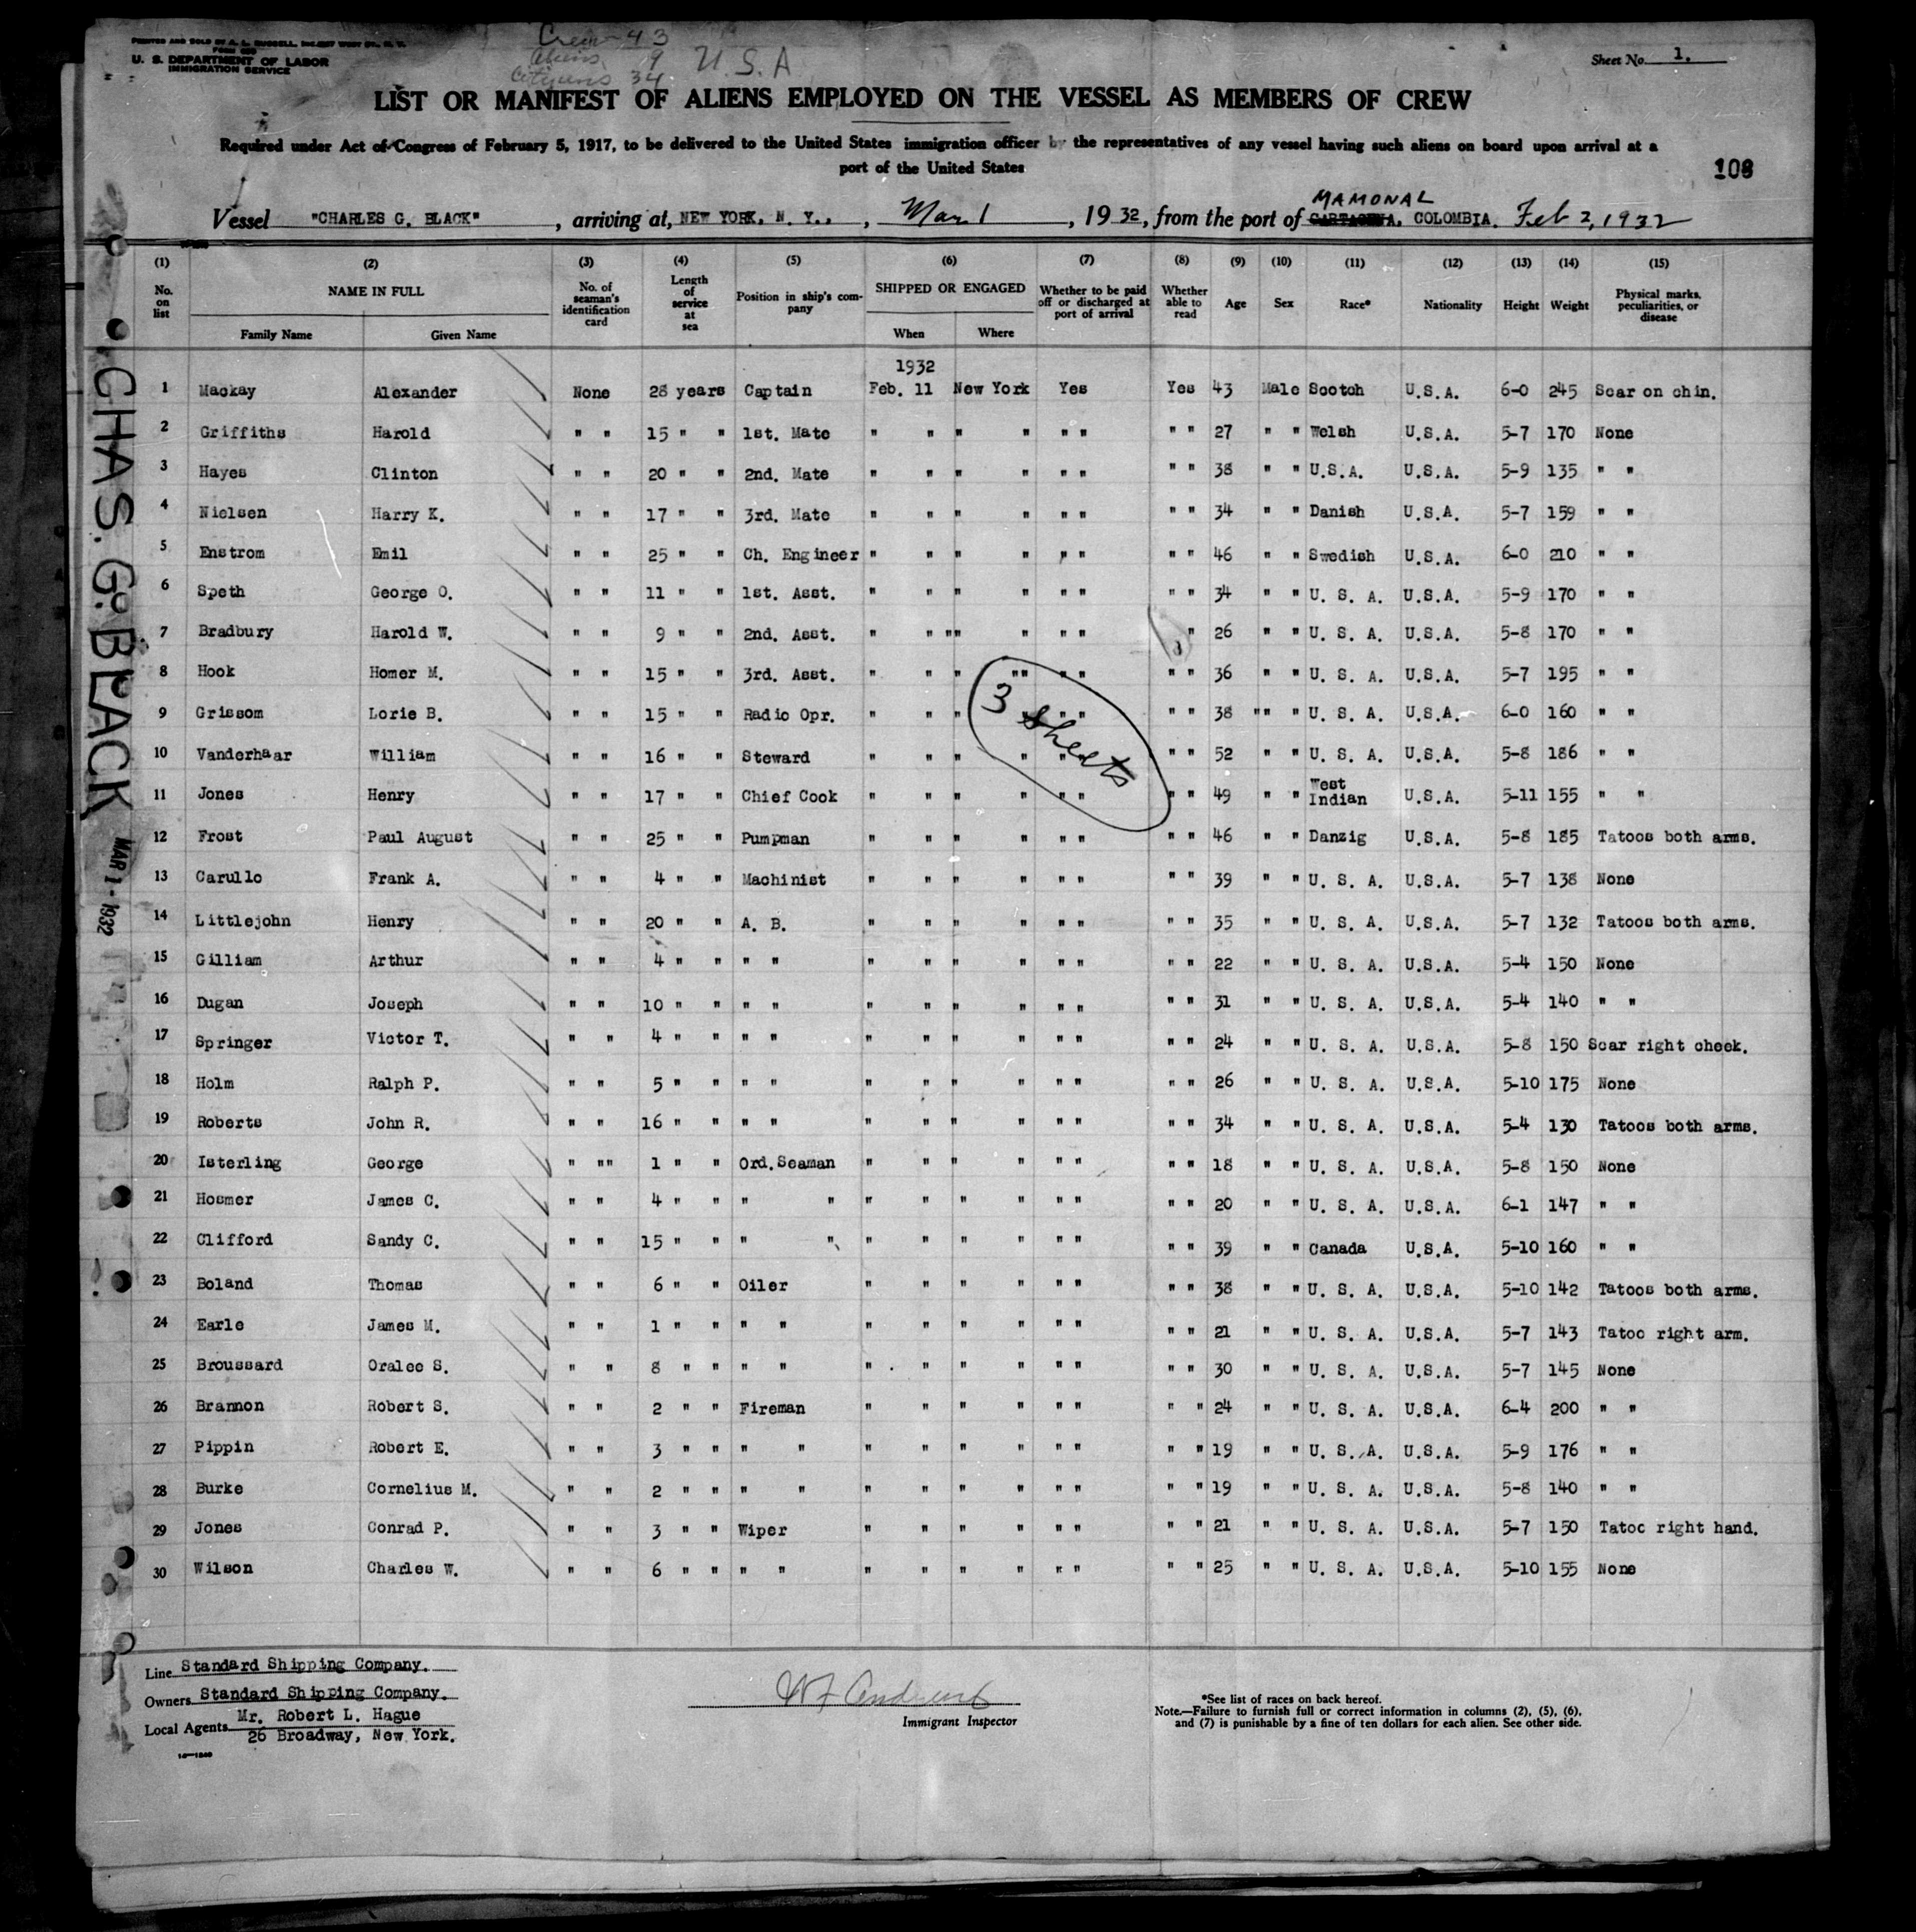 PRINTED AND SOLD BY A. L. RUSSELL, INC.
U. S. DEPARTMENT OF LABOR
IMMIGRATION SERVICE
Crew 43
Aliens 9
Citizens 34
U.S.A
Sheet No. 1.
LIST OR MANIFEST OF ALIENS EMPLOYED ON THE VESSEL AS MEMBERS OF CREW
Required under Act of Congress of February 5, 1917, to be delivered to the United States immigration officer by the representatives of any vessel having such aliens on board upon arrival at a
port of the United States
108
MAMONAL
Vessel "CHARLES G. BLACK", arriving at, NEW YORK, N. Y., , Mar 1, 1932, from the port of CARTAGENA, COLOMBIA. Feb 2, 1932
(1) (2) (3) (4) (5) (6) (7) (8) (9) (10) (11) (12) (13) (14) (15)
No. on list NAME IN FULL Family Name Given Name No. of seaman's identification card Length of service at sea Position in ship's company SHIPPED OR ENGAGED When Where Whether to be paid off or discharged at port of arrival Whether able to read Age Sex Race* Nationality Height Weight Physical marks, peculiarities, or disease
1932
1 Mackay Alexander None 28 years Captain Feb. 11 New York Yes Yes 43 Male Scotch U.S.A. 6-0 245 Scar on chin.
2 Griffiths Harold " " 15 " " 1st. Mate " " " " " " " " 27 " " Welsh U.S.A. 5-7 170 None
3 Hayes Clinton " " 20 " " 2nd. Mate " " " " " " " " 38 " " U.S.A. U.S.A. 5-9 135 " "
4 Nielsen Harry K. " " 17 " " 3rd. Mate " " " " " " " " 34 " " Danish U.S.A. 5-7 159 " "
5 Enstrom Emil " " 25 " " Ch. Engineer " " " " " " " " 46 " " Swedish U.S.A. 6-0 210 " "
6 Speth George O. " " 11 " " 1st. Asst. " " " " " " " " 34 " " U. S. A. U.S.A. 5-9 170 " "
7 Bradbury Harold W. " " 9 " " 2nd. Asst. " " "" " " " " 26 " " U. S. A. U.S.A. 5-8 170 " "
8 Hook Homer M. " " 15 " " 3rd. Asst. " " " "" " " " " 36 " " U. S. A. U.S.A. 5-7 195 " "
9 Grissom Lorie B. " " 15 " " Radio Opr. " " " " " " " 38 "" " U. S. A. U.S.A. 6-0 160 " "
10 Vanderhaar William " " 16 " " Steward " " " " " " " " 52 " " U. S. A. U.S.A. 5-8 186 " "
11 Jones Henry " " 17 " " Chief Cook " " " " " " " " 49 " " West Indian U.S.A. 5-11 155 " "
12 Frost Paul August " " 25 " " Pumpman " " " " " " " " 46 " " Danzig U.S.A. 5-8 185 Tatoos both arms.
13 Carullo Frank A. " " 4 " " Machinist " " " " " " " " 39 " " U. S. A. U.S.A. 5-7 138 None
14 Littlejohn Henry " " 20 " " A. B. " " " " " " " " 35 " " U. S. A. U.S.A. 5-7 132 Tatoos both arms.
15 Gilliam Arthur " " 4 " " " " " " " " " " " " 22 " " U. S. A. U.S.A. 5-4 150 None
16 Dugan Joseph " " 10 " " " " " " " " " " " " 31 " " U. S. A. U.S.A. 5-4 140 " "
17 Springer Victor T. " " 4 " " " " " " " " " " " " 24 " " U. S. A. U.S.A. 5-8 150 Scar right cheek.
18 Holm Ralph P. " " 5 " " " " " " " " " " " " 26 " " U. S. A. U.S.A. 5-10 175 None
19 Roberts John R. " " 16 " " " " " " " " " " " " 34 " " U. S. A. U.S.A. 5-4 130 Tatoos both arms.
20 Isterling George " "" 1 " " Ord. Seaman " " " " " " " " 18 " " U. S. A. U.S.A. 5-8 150 None
21 Hosmer James C. " " 4 " " " " " " " " " " " " 20 " " U. S. A. U.S.A. 6-1 147 " "
22 Clifford Sandy C. " " 15 " " " " " " " " " " " " 39 " " Canada U.S.A. 5-10 160 " "
23 Boland Thomas " " 6 " " Oiler " " " " " " " " 38 " " U. S. A. U.S.A. 5-10 142 Tatoos both arms.
24 Earle James M. " " 1 " " " " " " " " " " " " 21 " " U. S. A. U.S.A. 5-7 143 Tatoo right arm.
25 Broussard Oralee S. " " 8 " " " " " " " " " " " " 30 " " U. S. A. U.S.A. 5-7 145 None
26 Brannon Robert S. " " 2 " " Fireman " " " " " " " " 24 " " U. S. A. U.S.A. 6-4 200 " "
27 Pippin Robert E. " " 3 " " " " " " " " " " " " 19 " " U. S. A. U.S.A. 5-9 176 " "
28 Burke Cornelius M. " " 2 " " " " " " " " " " " " 19 " " U. S. A. U.S.A. 5-8 140 " "
29 Jones Conrad P. " " 3 " " Wiper " " " " " " " " 21 " " U. S. A. U.S.A. 5-7 150 Tatoo right hand.
30 Wilson Charles W. " " 6 " " " " " " " " " " " " 25 " " U. S. A. U.S.A. 5-10 155 None
3 Sheets
CHAS. G. BLACK
MAR 1 - 1932
Line Standard Shipping Company.
Owners Standard Shipping Company.
Local Agents Mr. Robert L. Hague
26 Broadway, New York.
Immigrant Inspector
*See list of races on back hereof.
Note.—Failure to furnish full or correct information in columns (2), (5), (6),
and (7) is punishable by a fine of ten dollars for each alien. See other side.